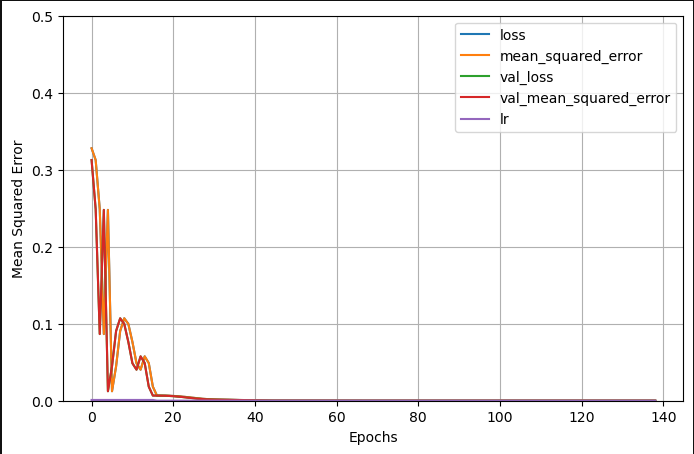 0.5
0.4
0.3
0.2
0.1
0.0
Mean Squared Error
loss
mean_squared_error
val_loss
val_mean_squared_error
lr
0 20 40 60 80 100 120 140
Epochs